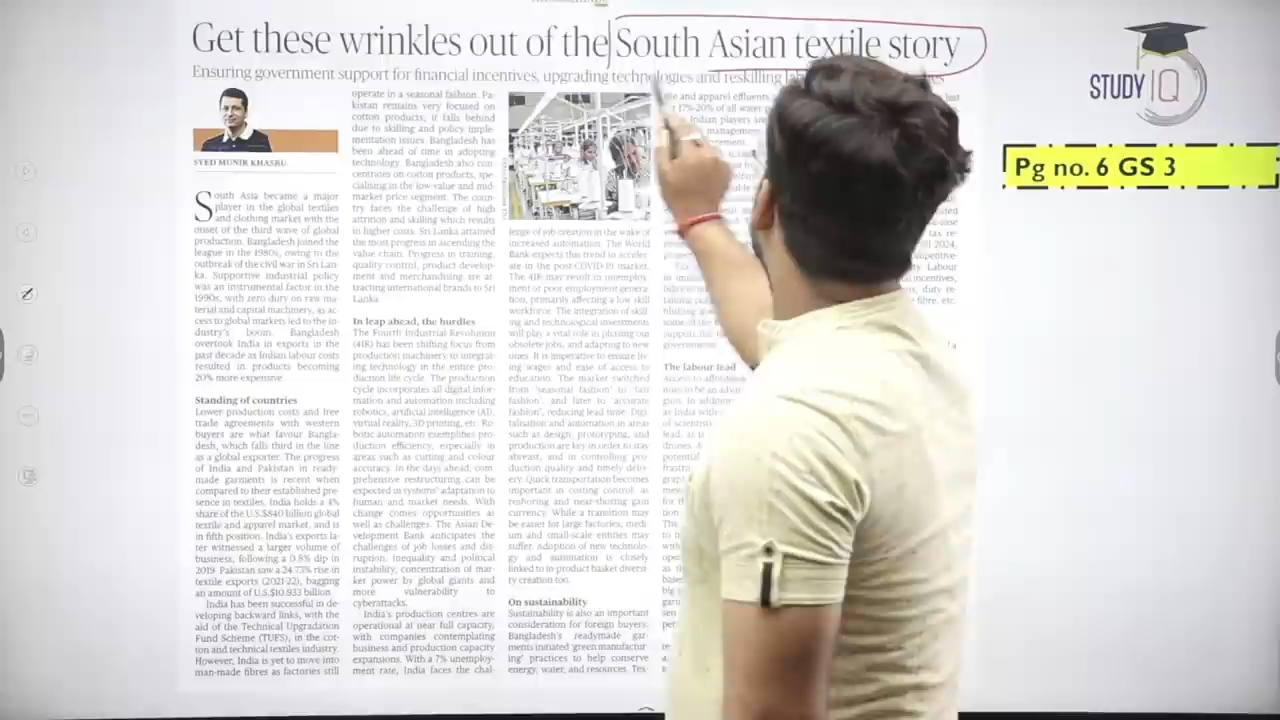 Get these wrinkles out of the South Asian textile story
Ensuring government support for financial incentives, upgrading technologies and reskilling
SYED MUNIR KHASRU
South Asia became a major
player in the global textiles
and clothing market with the
onset of the third wave of global
production. Bangladesh joined the
league in the 1980s, owing to the
outbreak of the civil war in Sri Lan-
ka. Supportive industrial policy
was an instrumental factor in the
1990s, with zero duty on raw ma-
terial and capital machinery, as ac-
cess to global markets led to the in-
dustry's boom. Bangladesh
overtook India in exports in the
past decade as Indian labour costs
resulted in products becoming
20% more expensive.
Standing of countries
Lower production costs and free
trade agreements with western
buyers are what favour Bangla-
desh, which falls third in the line
as a global exporter. The progress
of India and Pakistan in ready-
made garments is recent when
compared to their established pre-
sence in textiles. India holds a 4%
share of the U.S.$840 billion global
textile and apparel market, and is
in fifth position. India's exports la-
ter witnessed a larger volume of
business, following a 0.8% dip in
2019. Pakistan saw a 24.73% rise in
textile exports (2021-22), bagging
an amount of U.S.$10.933 billion.
India has been successful in de-
veloping backward links, with the
aid of the Technical Upgradation
Fund Scheme (TUFS), in the cot-
ton and technical textiles industry.
However, India is yet to move into
man-made fibres as factories still
operate in a seasonal fashion. Pa-
kistan remains very focused on
cotton products; it falls behind
due to skilling and policy imple-
mentation issues. Bangladesh has
been ahead of time in adopting
technology. Bangladesh also con-
centrates on cotton products, spe-
cialising in the low-value and mid-
market price segment. The coun-
try faces the challenge of high
attrition and skilling which results
in higher costs. Sri Lanka attained
the most progress in ascending the
value chain. Progress in training,
quality control, product develop-
ment and merchandising are at-
tracting international brands to Sri
Lanka.
In leap ahead, the hurdles
The Fourth Industrial Revolution
(4IR) has been shifting focus from
production machinery to integrat-
ing technology in the entire pro-
duction life cycle. The production
cycle incorporates all digital infor-
mation and automation including
robotics, artificial intelligence (AI),
virtual reality, 3D printing, etc. Ro-
botic automation exemplifies pro-
duction efficiency, especially in
areas such as cutting and colour
accuracy. In the days ahead, com-
prehensive restructuring can be
expected in systems' adaptation to
human and market needs. With
change comes opportunities as
well as challenges. The Asian De-
velopment Bank anticipates the
challenges of job losses and dis-
ruption, inequality and political
instability, concentration of mar-
ket power by global giants and
more vulnerability to
cyberattacks.
India's production centres are
operational at near full capacity,
with companies contemplating
business and production capacity
expansions. With a 7% unemploy-
ment rate, India faces the chal-
lenge of job creation in the wake of
increased automation. The World
Bank expects this trend to acceler-
ate in the post-COVID-19 market.
The 4IR may result in unemploy-
ment or poor employment genera-
tion, primarily affecting a low skill
workforce. The integration of skill-
ing and technological investments
will play a vital role in phasing out
obsolete jobs, and adapting to new
ones. It is imperative to ensure liv-
ing wages and ease of access to
education. The market switched
from 'seasonal fashion' to 'fast
fashion', and later to 'accurate
fashion', reducing lead time. Digi-
talisation and automation in areas
such as design, prototyping, and
production are key in order to stay
abreast, and in controlling pro-
duction quality and timely deliv-
ery. Quick transportation becomes
important in costing control; as
reshoring and near-shoring gain
currency. While a transition may
be easier for large factories, medi-
um and small-scale entities may
suffer. Adoption of new technolo-
gy and automation is closely
linked to in product basket diversi-
ty creation too.
On sustainability
Sustainability is also an important
consideration for foreign buyers.
Bangladesh's readymade gar-
ments initiated 'green manufactur-
ing' practices to help conserve
energy, water, and resources. Tex-
and apparel effluents
17%-20% of all water
Indian players
management
The labour lead
STUDY IQ
Pg no. 6 GS 3